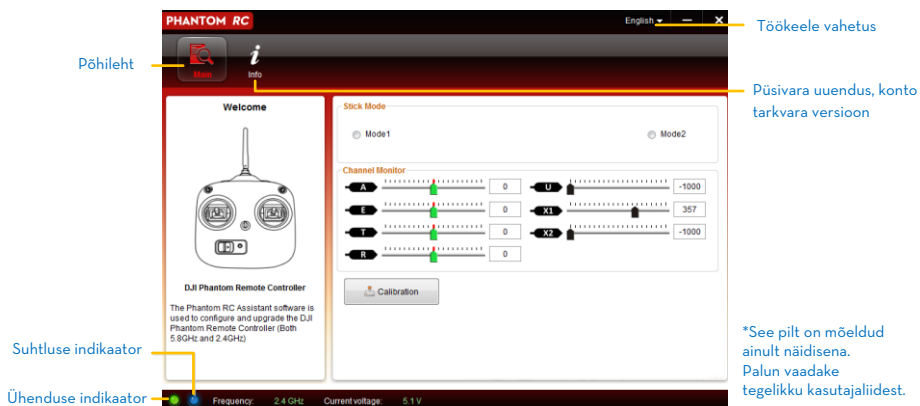 PHANTOM RC
English
Töökeele vahetus
Põhileht
Main
Info
Püsivara uuendus, konto
tarkvara versioon
Welcome
DJI Phantom Remote Controller
The Phantom RC Assistant software is
used to configure and upgrade the DJI
Phantom Remote Controller (Both
5.8GHz and 2.4GHz)
Stick Mode
Mode1
Mode2
Channel Monitor
A 0
U -1000
E 0
X1 357
T 0
X2 -1000
R 0
Calibration
*See pilt on mõeldud
ainult näidisena.
Palun vaadake
tegelikku kasutajaliidest.
Suhtluse indikaator
Ühenduse indikaator
Frequency: 2.4 GHz Current voltage: 5.1 V